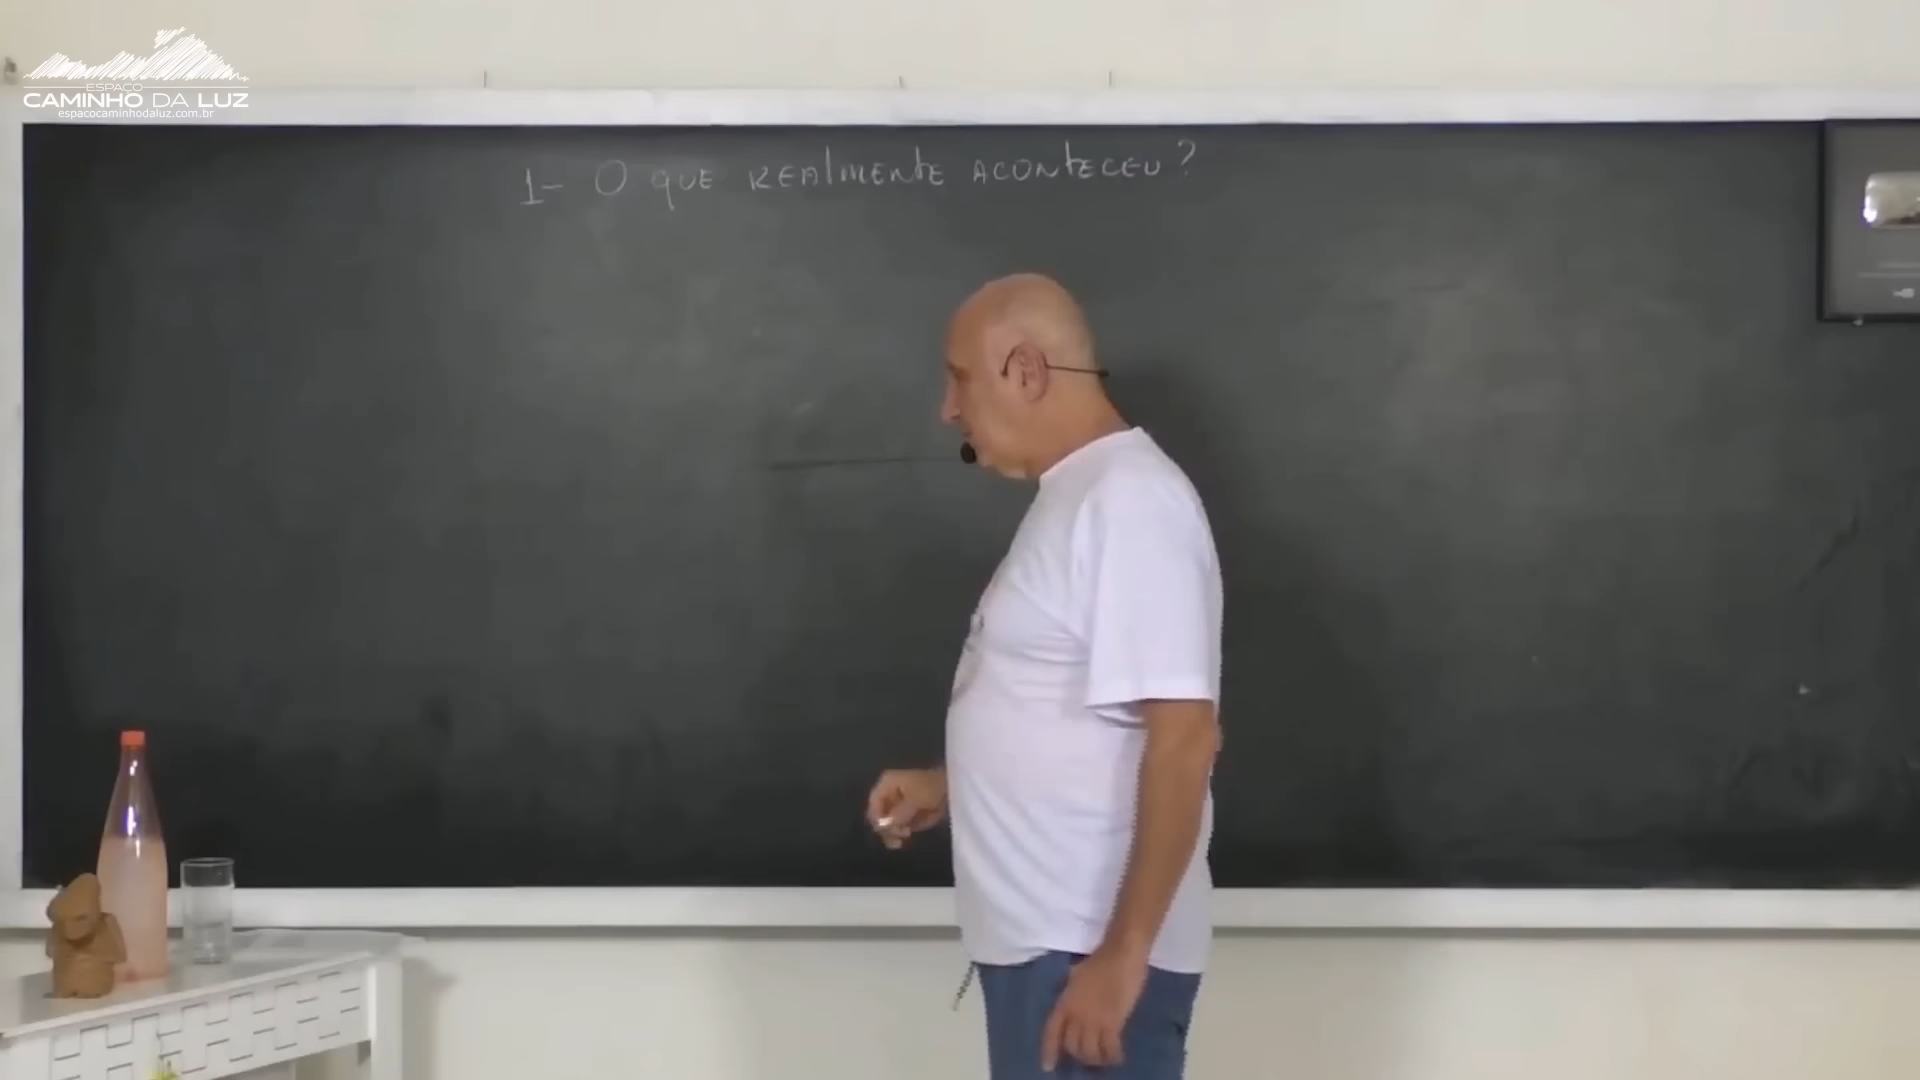 ESPAÇO
CAMINHO DA LUZ
espacocaminhodaluz.com.br
1- O QUE REALMENTE ACONTECEU?